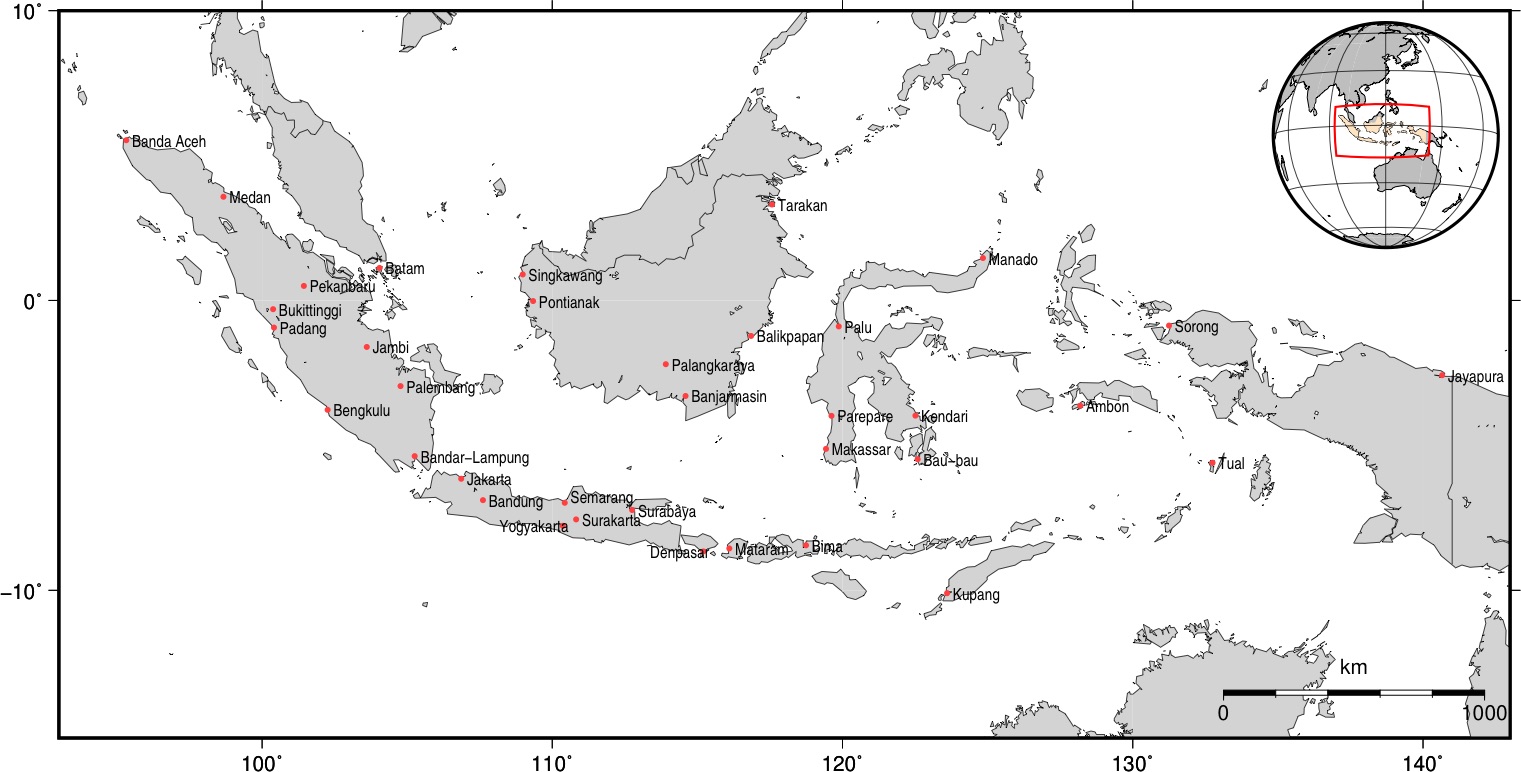 10°
Banda Aceh
Medan
Tarakan
Manado
Batam
Singkawang
Pekanbaru
0°
Pontianak
Bukittinggi
Padang
Sorong
Palu
Balikpapan
Jambi
Palangkaraya
Jayapura
Palembang
Banjarmasin
Ambon
Bengkulu
Parepare
Kendari
Makassar
Bandar-Lampung
Bau-bau
Tual
Jakarta
Semarang
Bandung
Surabaya
Surakarta
Yogyakarta
Bima
Mataram
Denpasar
-10°
Kupang
km
0
1000
100°
110°
120°
130°
140°